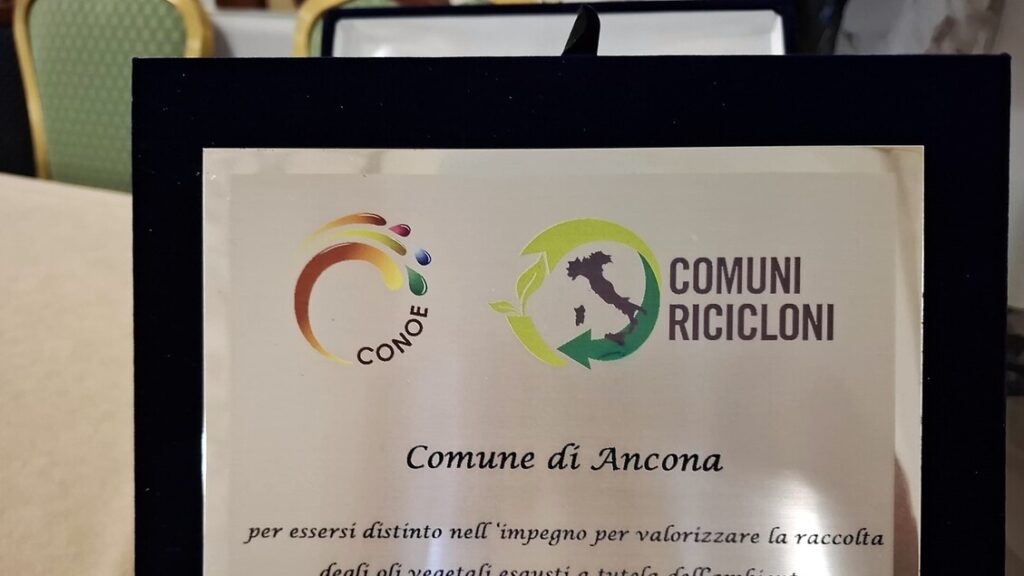 CONOE
COMUNI
RICICLONI
Comune di Ancona
per essersi distinto nell ‘impegno per valorizzare la raccolta
degli oli vegetali esausti a tutela